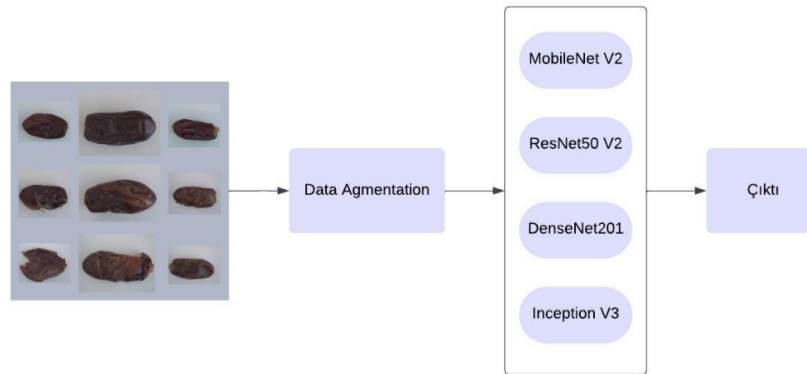 MobileNet V2
ResNet50 V2
Data Agmentation
Çıktı
DenseNet201
Inception V3